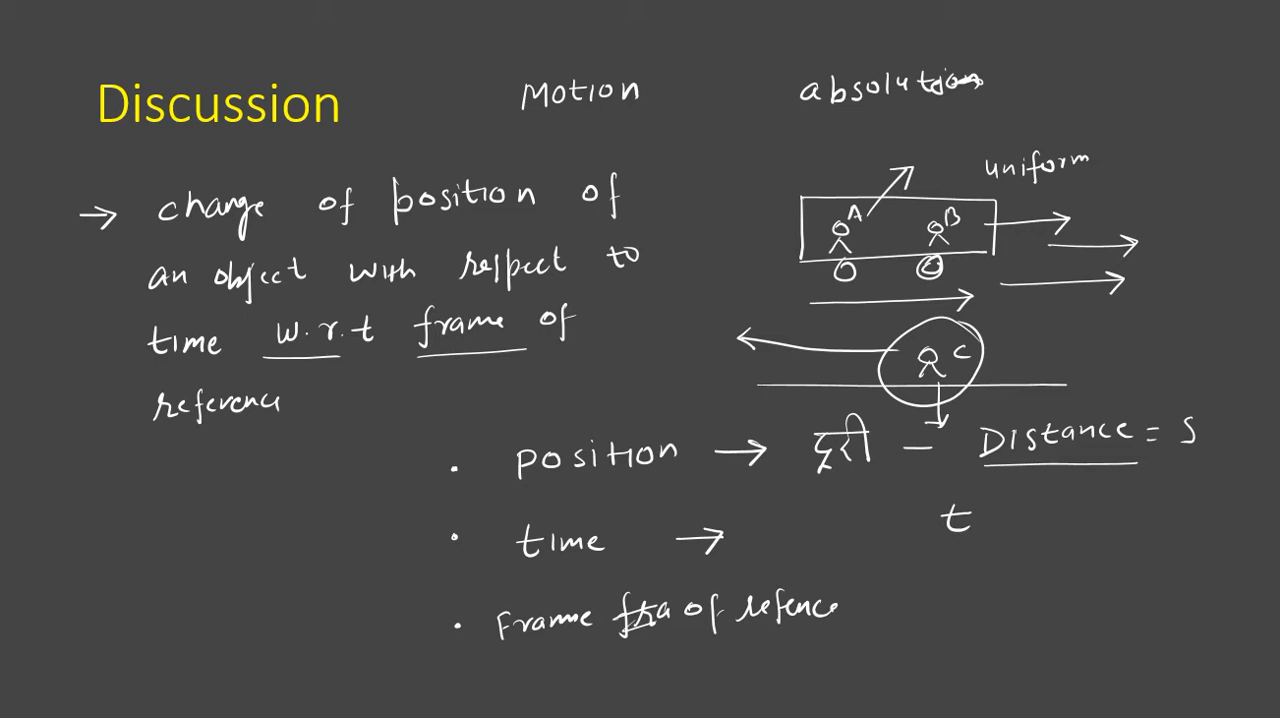 Discussion
Motion
absolution
uniform
→ change of position of
an object with respect to
time w.r.t frame of
reference
A
B
C
. position → दूरी – Distance = s
. time → t
. Frame of refence